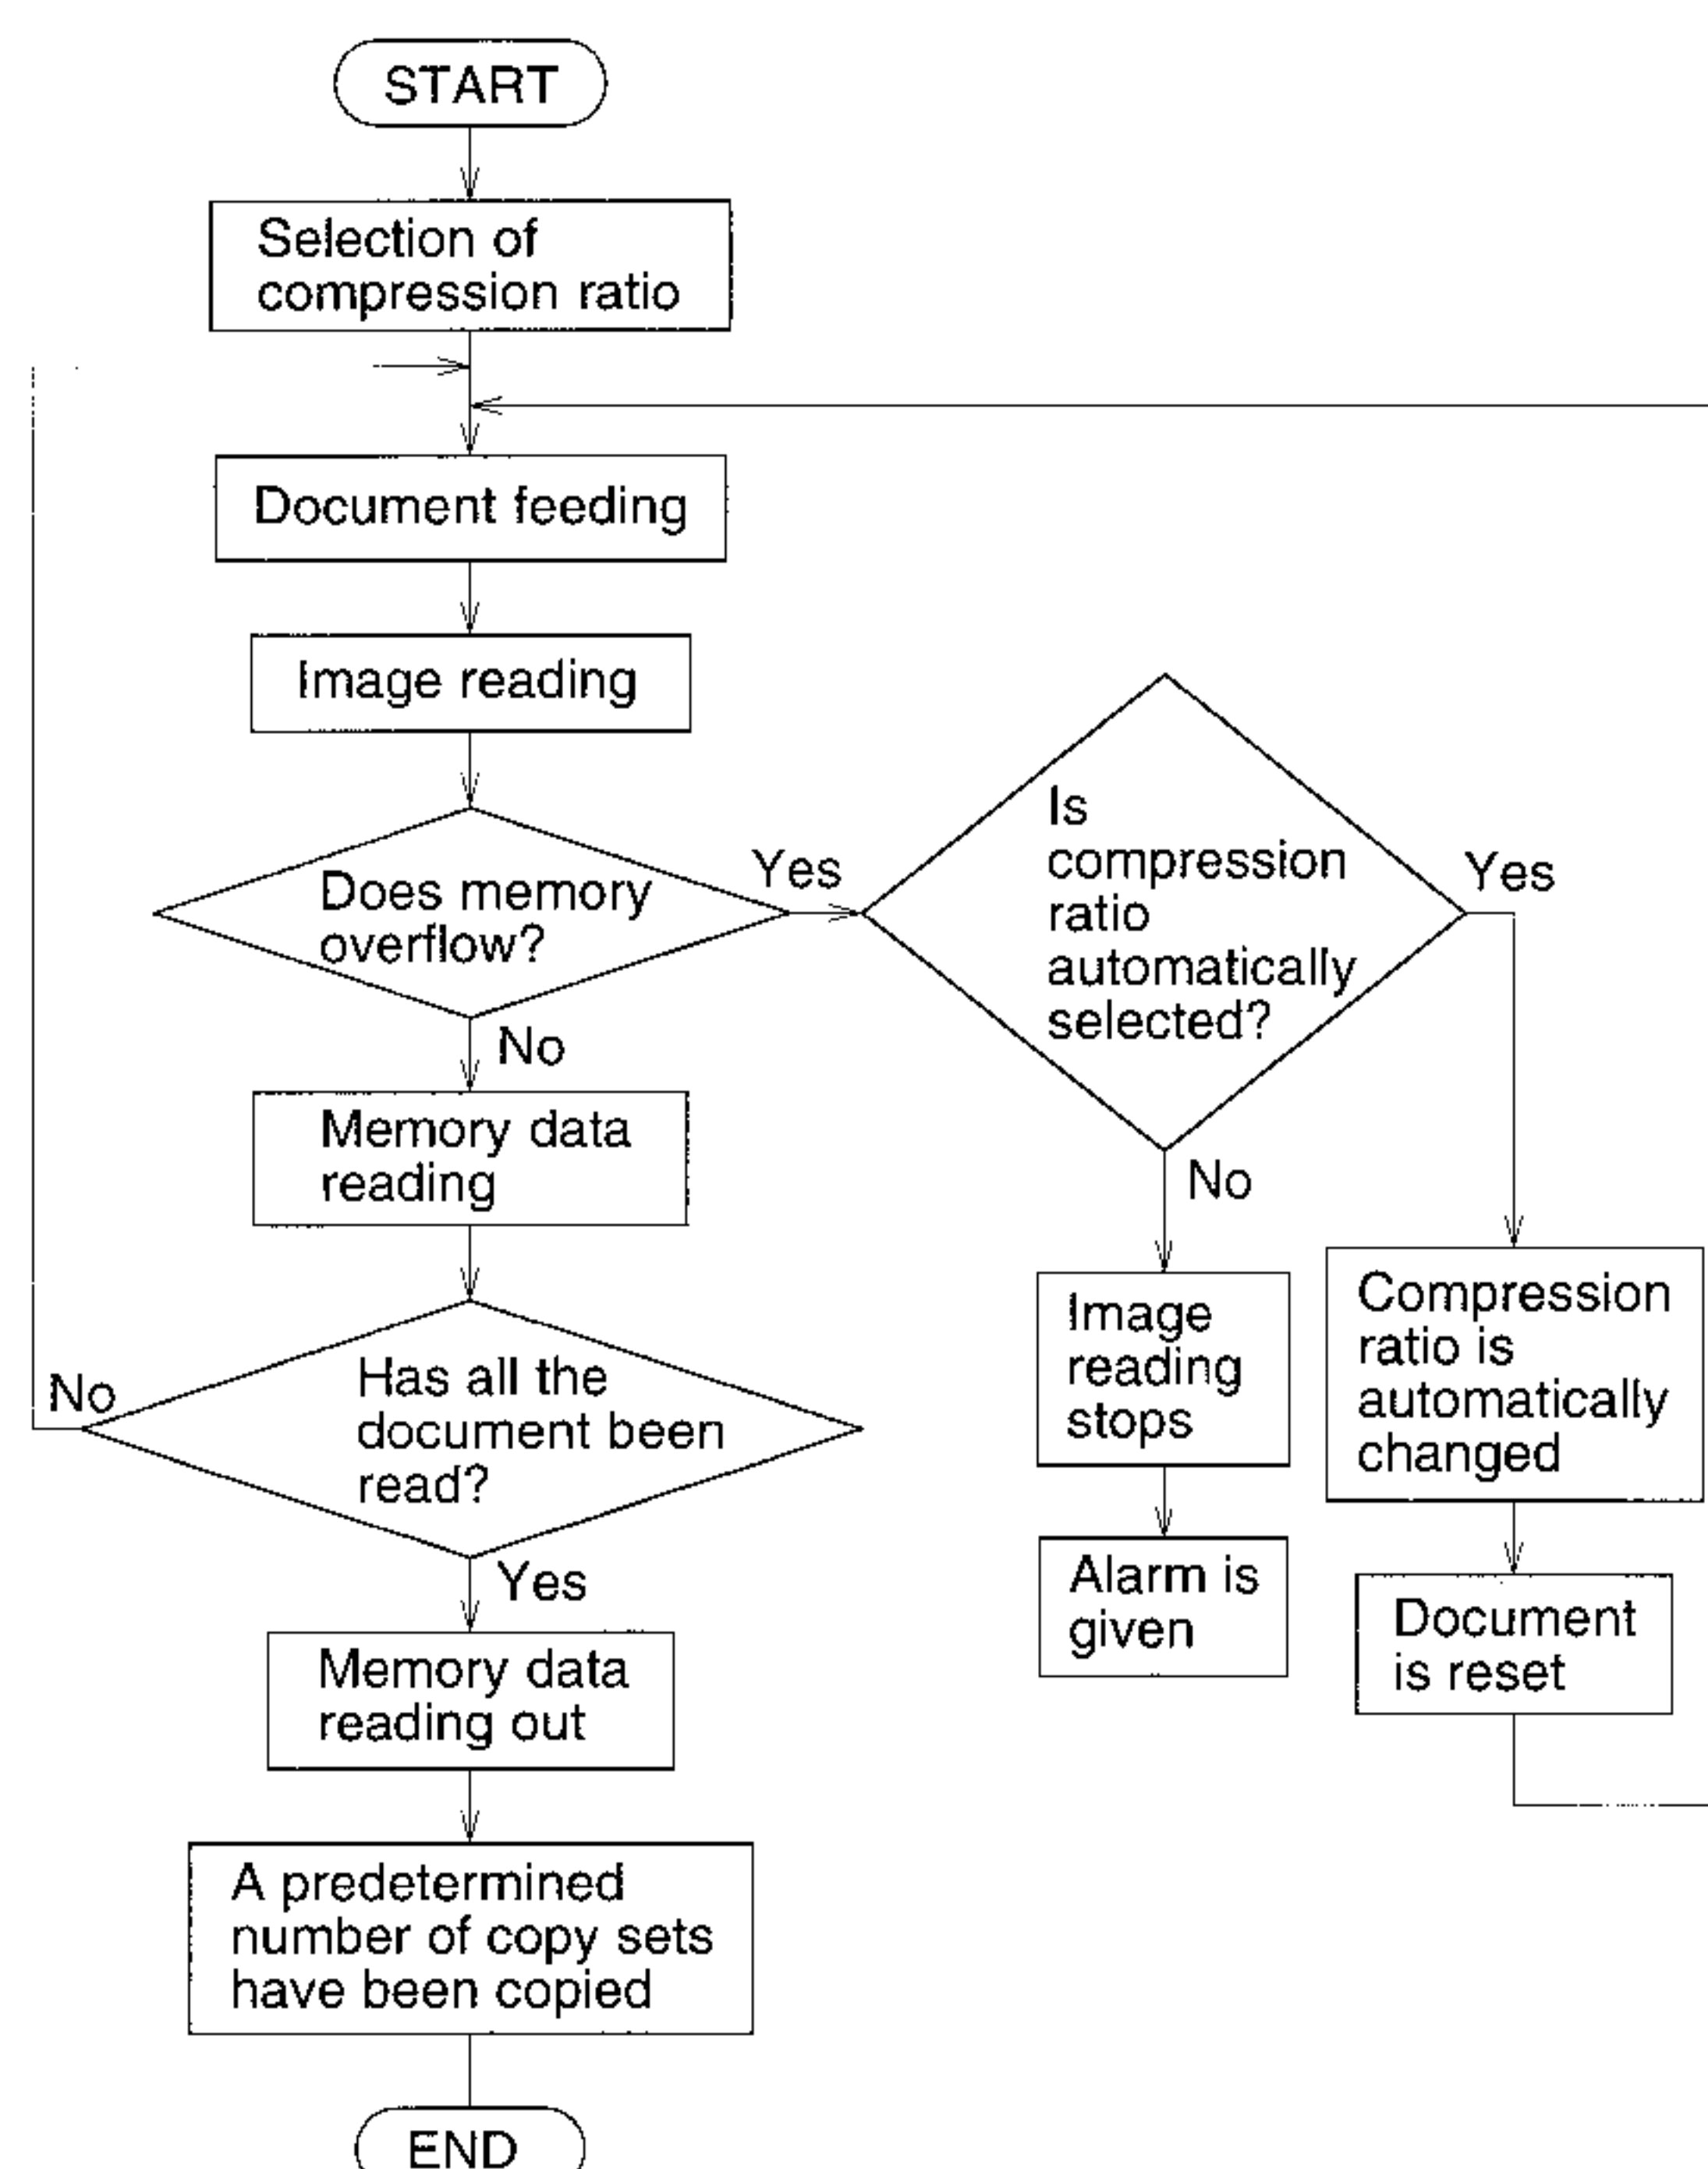 START
Selection of
compression ratio
Document feeding
Image reading
Does memory
overflow?
Yes
No
Is
compression
ratio
automatically
selected?
Yes
No
Memory data
reading
Has all the
document been
read?
No
Yes
Image
reading
stops
Alarm is
given
Compression
ratio is
automatically
changed
Document
is reset
Memory data
reading out
A predetermined
number of copy sets
have been copied
END